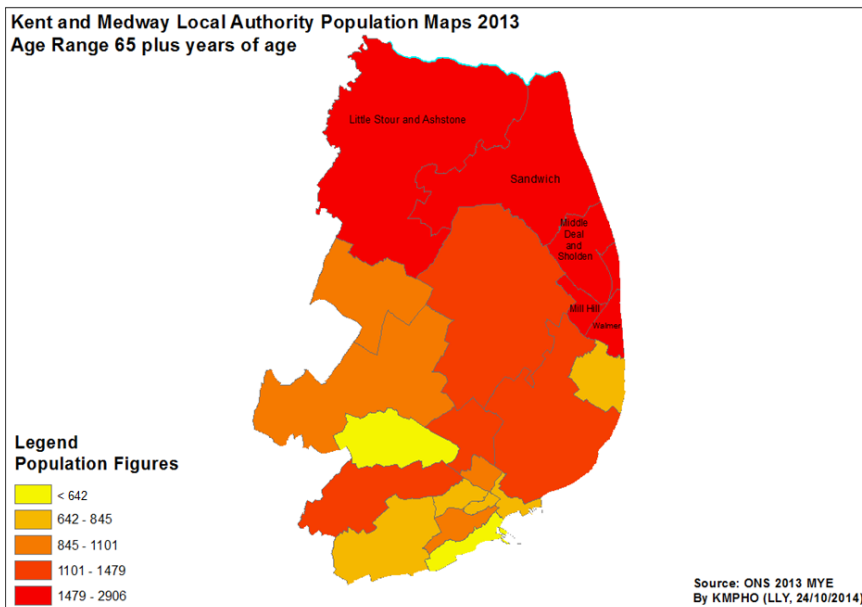 Kent and Medway Local Authority Population Maps 2013
Age Range 65 plus years of age
Little Stour and Ashstone
Sandwich
Middle
Deal
and
Sholden
Mill Hill
Walmer
Legend
Population Figures
< 642
642 - 845
845 - 1101
1101 - 1479
1479 - 2906
Source: ONS 2013 MYE
By KMPHO (LLY, 24/10/2014)